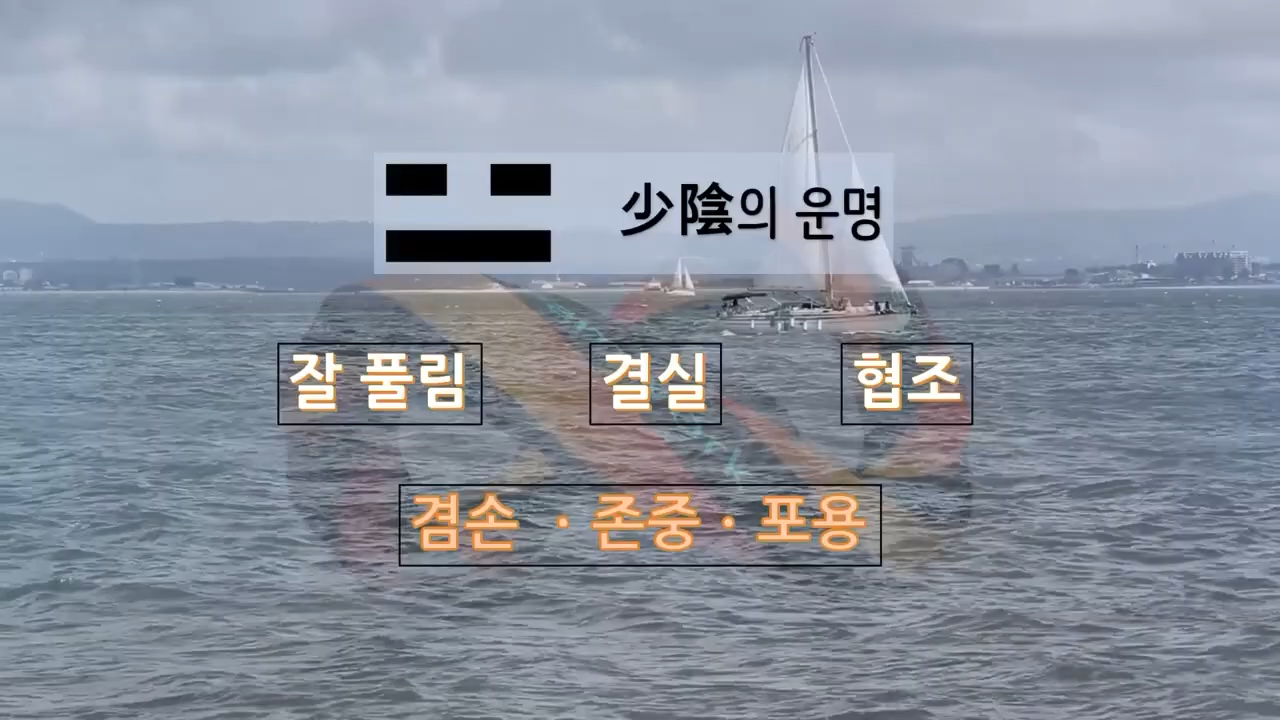 少陰의 운명
잘 풀림 결실 협조
겸손 · 존중 · 포용